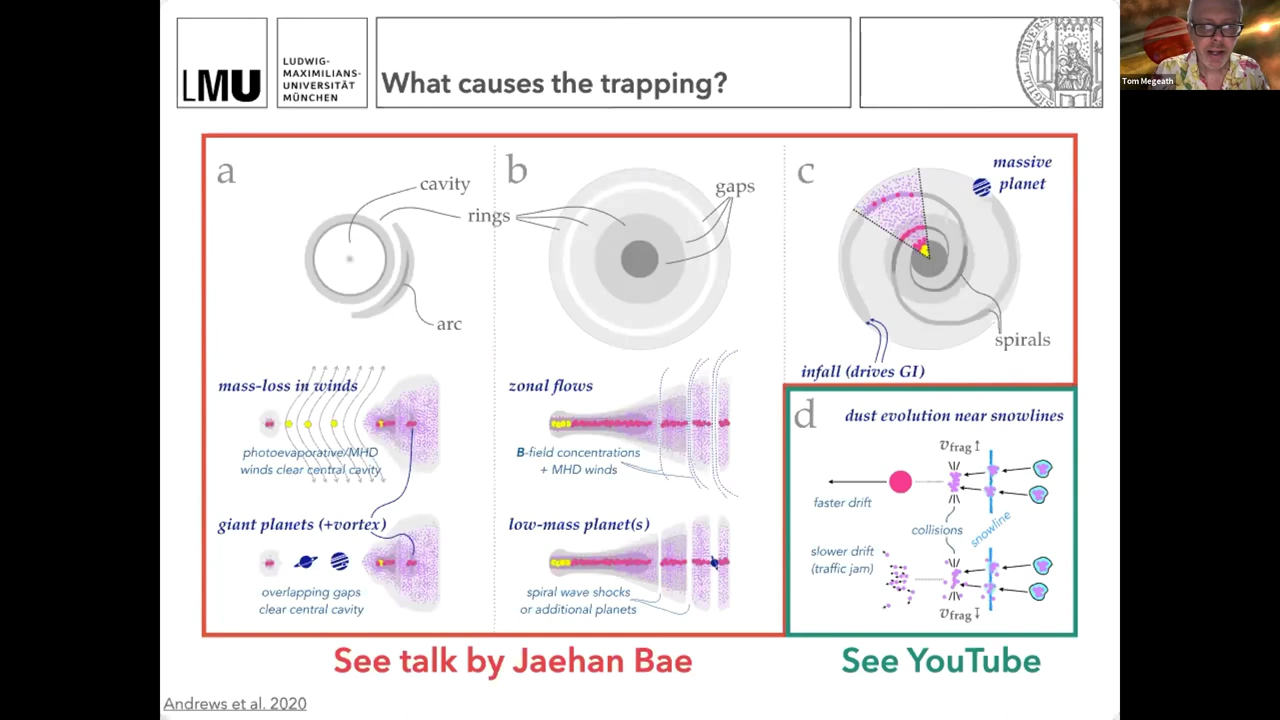 LMU
LUDWIG-
MAXIMILIANS-
UNIVERSITÄT
MÜNCHEN
What causes the trapping?
Tom Megeath
a
cavity
rings
arc
mass-loss in winds
photoevaporative/MHD
winds clear central cavity
giant planets (+vortex)
overlapping gaps
clear central cavity
b
gaps
zonal flows
B-field concentrations
+ MHD winds
low-mass planet(s)
spiral wave shocks
or additional planets
c
massive
planet
spirals
infall (drives GI)
d
dust evolution near snowlines
vfrag ↑
faster drift
collisions
snowline
slower drift
(traffic jam)
vfrag ↓
See talk by Jaehan Bae
See YouTube
Andrews et al. 2020